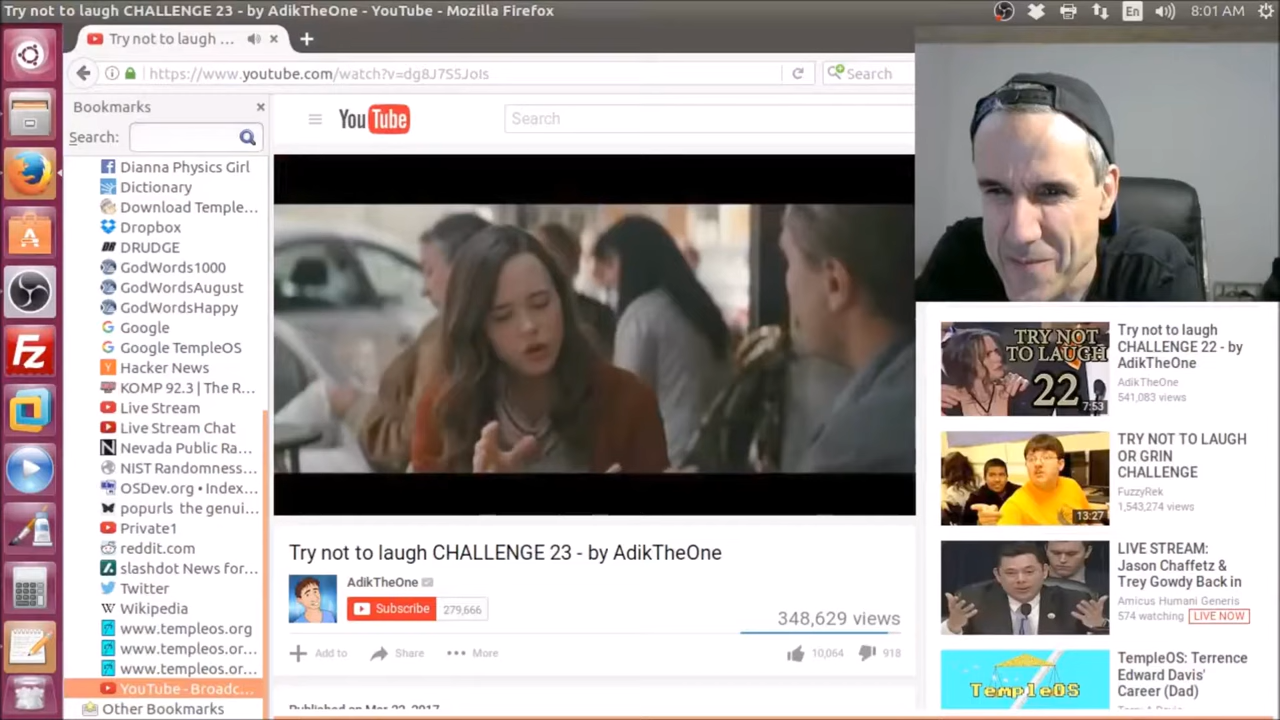 Try not to laugh CHALLENGE 23 - by AdikTheOne - YouTube - Mozilla Firefox
En
8:01 AM
Try not to laugh ...
https://www.youtube.com/watch?v=dg8J7S5JoIs
Search
Bookmarks
Search:
You Tube
Search
Dianna Physics Girl
Dictionary
Download Temple...
Dropbox
DRUDGE
GodWords1000
GodWordsAugust
GodWordsHappy
Google
Google TempleOS
Hacker News
KOMP 92.3 | The R...
Live Stream
Live Stream Chat
Nevada Public Ra...
NIST Randomness...
OSDev.org • Index...
popurls the genui...
Private1
reddit.com
slashdot News for...
Twitter
Wikipedia
www.templeos.org
www.templeos.or...
www.templeos.or...
YouTube - Broadc...
Other Bookmarks
Try not to laugh CHALLENGE 23 - by AdikTheOne
AdikTheOne
Subscribe
279,666
348,629 views
Add to
Share
More
10,064
918
Published on Mar 22, 2017
TRY NOT
TO LAUGH
22
7:53
Try not to laugh
CHALLENGE 22 - by
AdikTheOne
AdikTheOne
541,083 views
13:27
TRY NOT TO LAUGH
OR GRIN
CHALLENGE
FuzzyRek
1,543,274 views
LIVE STREAM:
Jason Chaffetz &
Trey Gowdy Back in
Amicus Humani Generis
574 watching
LIVE NOW
TempleOS
TempleOS: Terrence
Edward Davis'
Career (Dad)
Terry A Davis